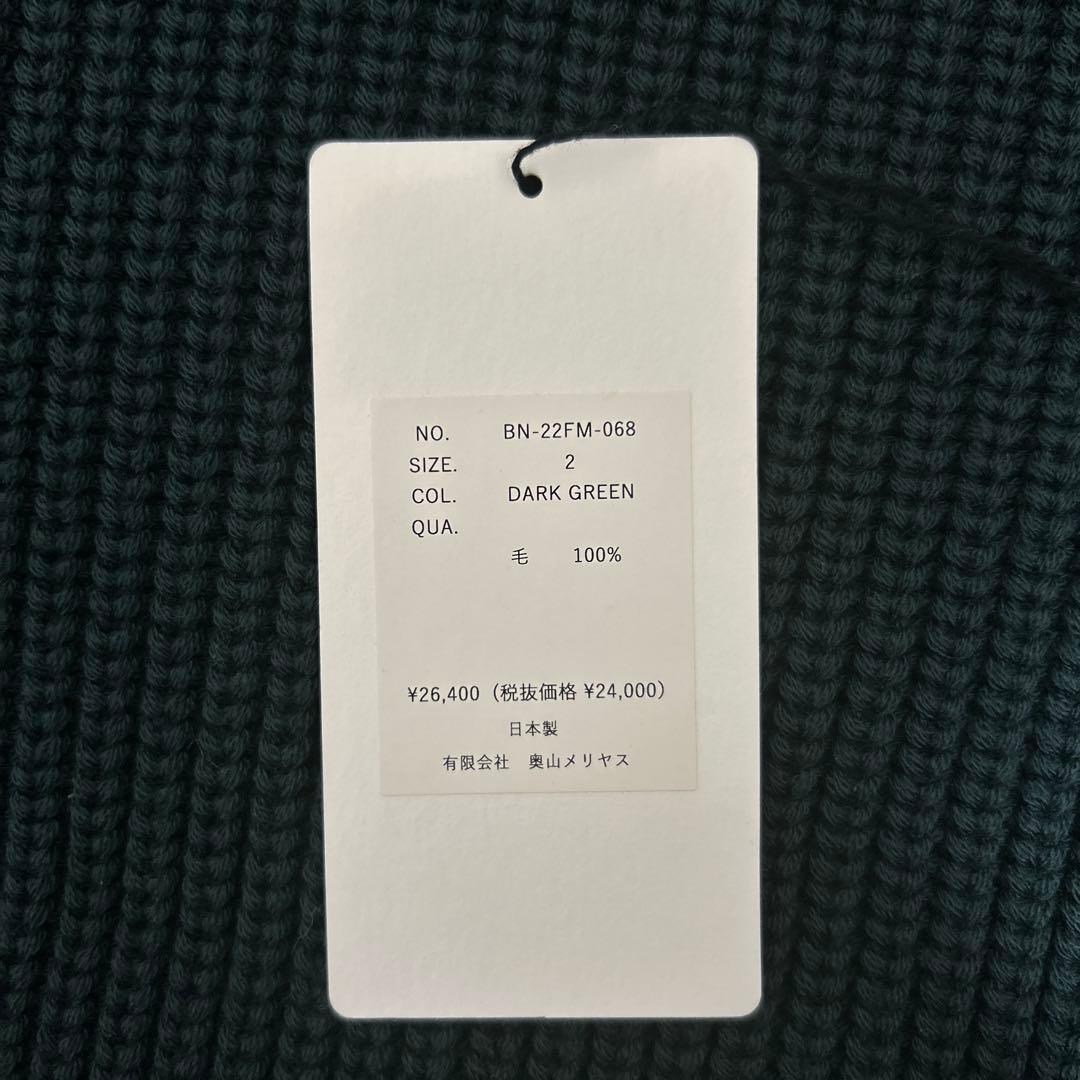 NO. BN-22FM-068
SIZE. 2
COL. DARK GREEN
QUA.
毛 100%
¥26,400（税抜価格 ¥24,000）
日本製
有限会社 奥山メリヤス